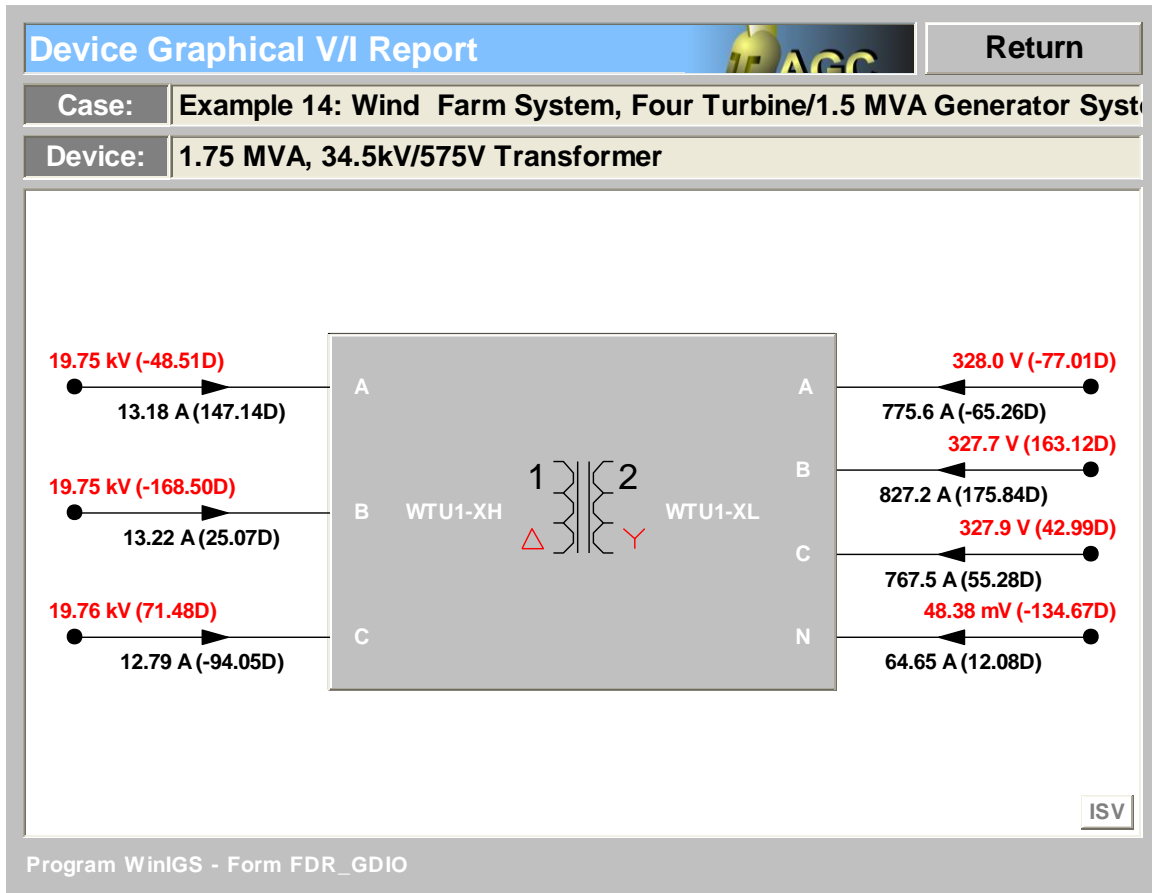 Device Graphical V/I Report
AGC
Return
Case: Example 14: Wind Farm System, Four Turbine/1.5 MVA Generator Syst
Device: 1.75 MVA, 34.5kV/575V Transformer
19.75 kV (-48.51D)
13.18 A (147.14D)
19.75 kV (-168.50D)
13.22 A (25.07D)
19.76 kV (71.48D)
12.79 A (-94.05D)
A
B WTU1-XH
C
1 2
WTU1-XL
A
B
C
N
328.0 V (-77.01D)
775.6 A (-65.26D)
327.7 V (163.12D)
827.2 A (175.84D)
327.9 V (42.99D)
767.5 A (55.28D)
48.38 mV (-134.67D)
64.65 A (12.08D)
ISV
Program WinIGS - Form FDR_GDIO